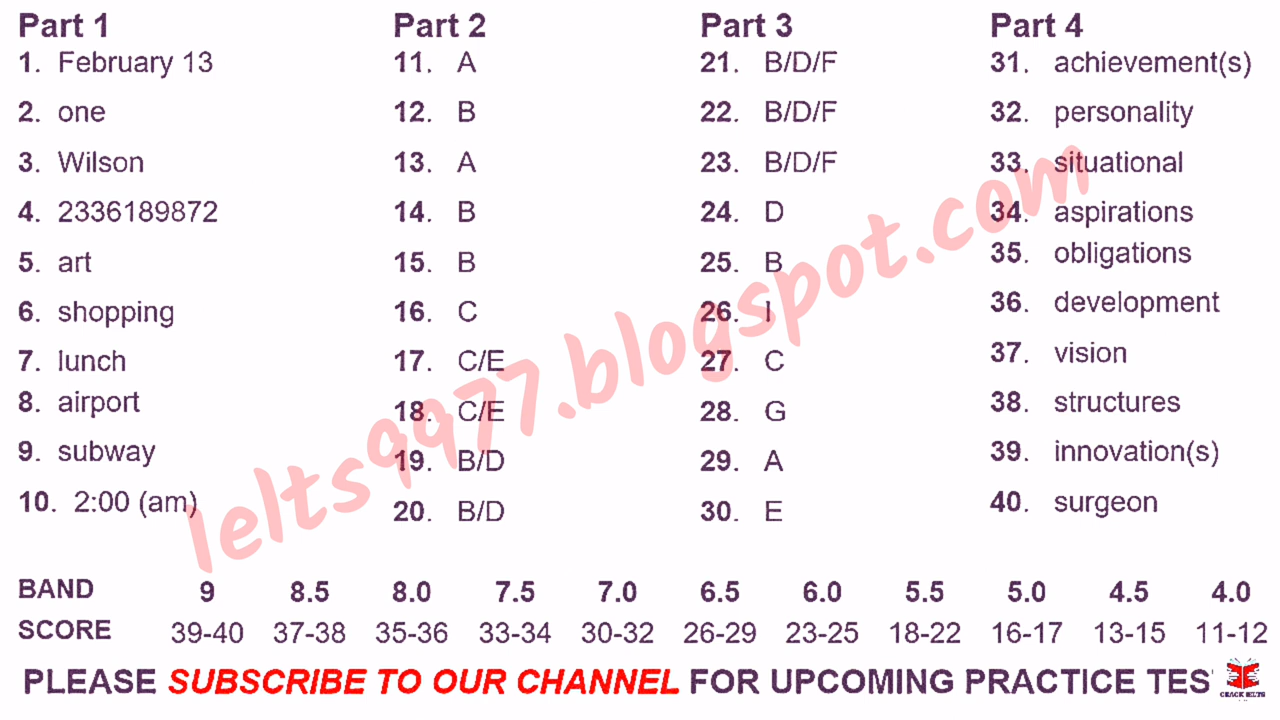 Part 1
1. February 13
2. one
3. Wilson
4. 2336189872
5. art
6. shopping
7. lunch
8. airport
9. subway
10. 2:00 (am)
Part 2
11. A
12. B
13. A
14. B
15. B
16. C
17. C/E
18. C/E
19. B/D
20. B/D
Part 3
21. B/D/F
22. B/D/F
23. B/D/F
24. D
25. B
26. I
27. C
28. G
29. A
30. E
Part 4
31. achievement(s)
32. personality
33. situational
34. aspirations
35. obligations
36. development
37. vision
38. structures
39. innovation(s)
40. surgeon
Ielts9977.blogspot.com
BAND 9 8.5 8.0 7.5 7.0 6.5 6.0 5.5 5.0 4.5 4.0
SCORE 39-40 37-38 35-36 33-34 30-32 26-29 23-25 18-22 16-17 13-15 11-12
PLEASE SUBSCRIBE TO OUR CHANNEL FOR UPCOMING PRACTICE TES
CRACK IELTS